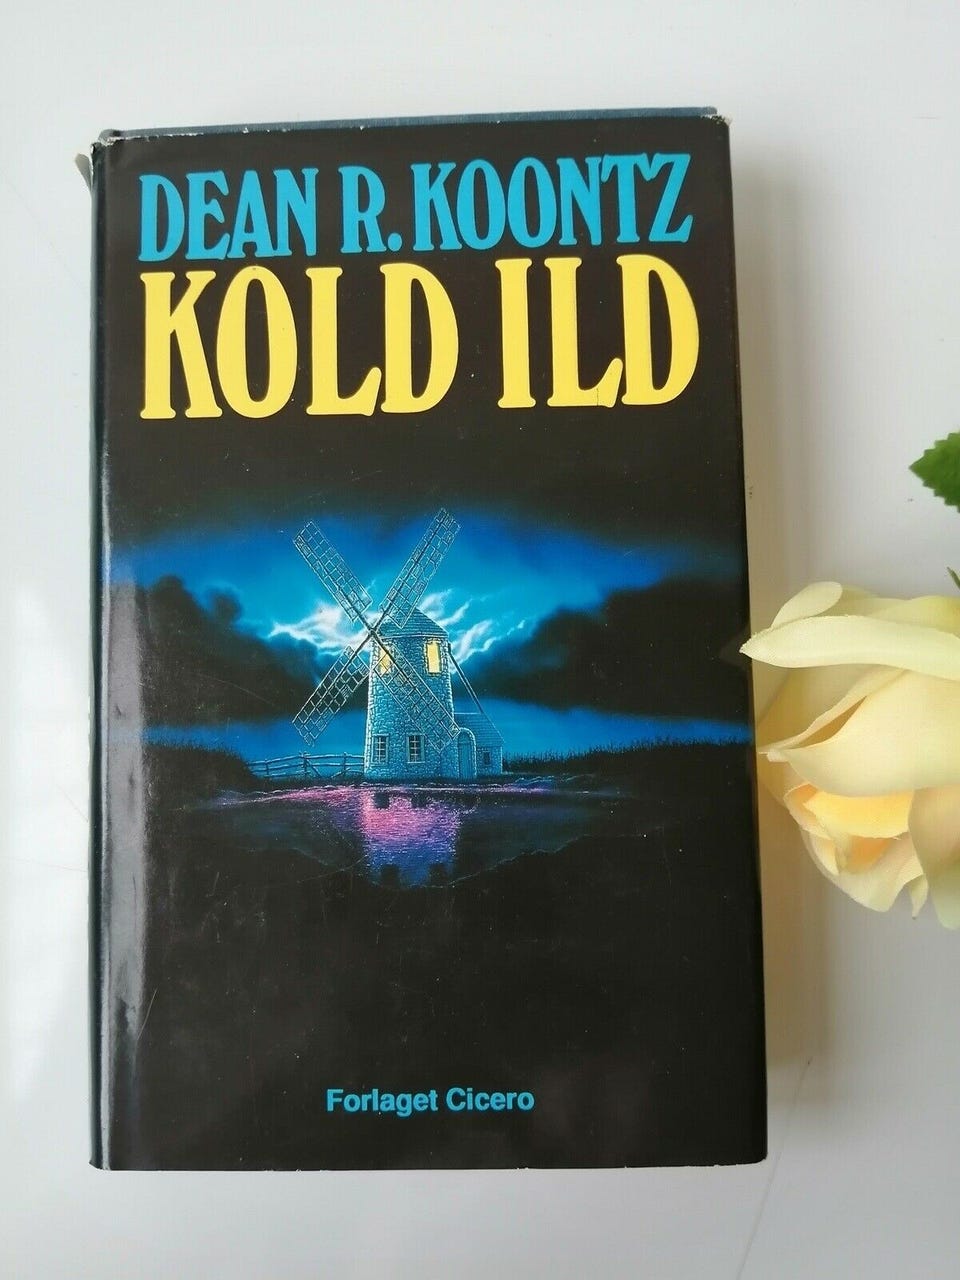 DEAN R. KOONTZ
KOLD ILD
Forlaget Cicero